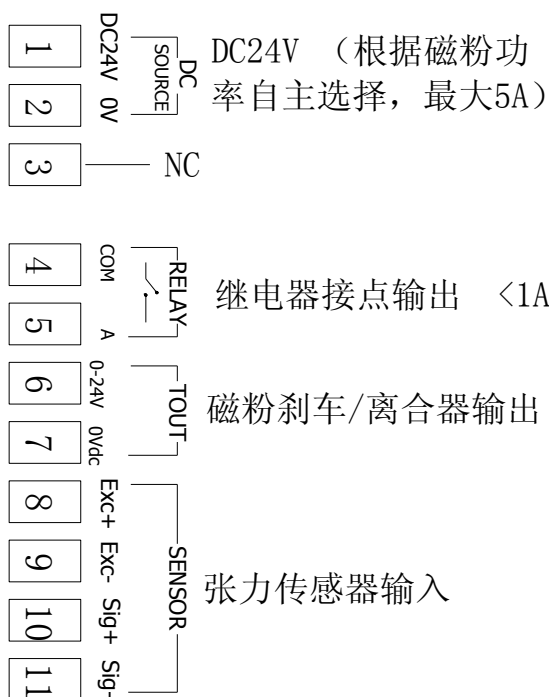 1
DC24V
DC
SOURCE
DC24V （根据磁粉功
率自主选择，最大5A）
2
0V
3
NC
4
COM
RELAY
继电器接点输出 <1A
5
A
6
0-24V
TOUT
磁粉刹车/离合器输出
7
0Vdc
8
Exc+
9
Exc-
SENSOR
张力传感器输入
10
Sig+
11
Sig-